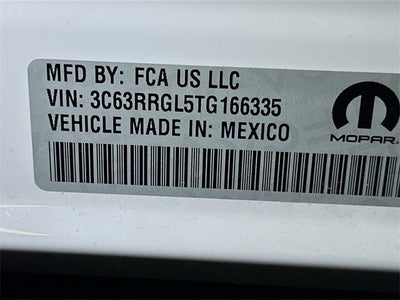 MFD BY: FCA US LLC
VIN: 3C63RRGL5TG166335
VEHICLE MADE IN: MEXICO
MOPAR